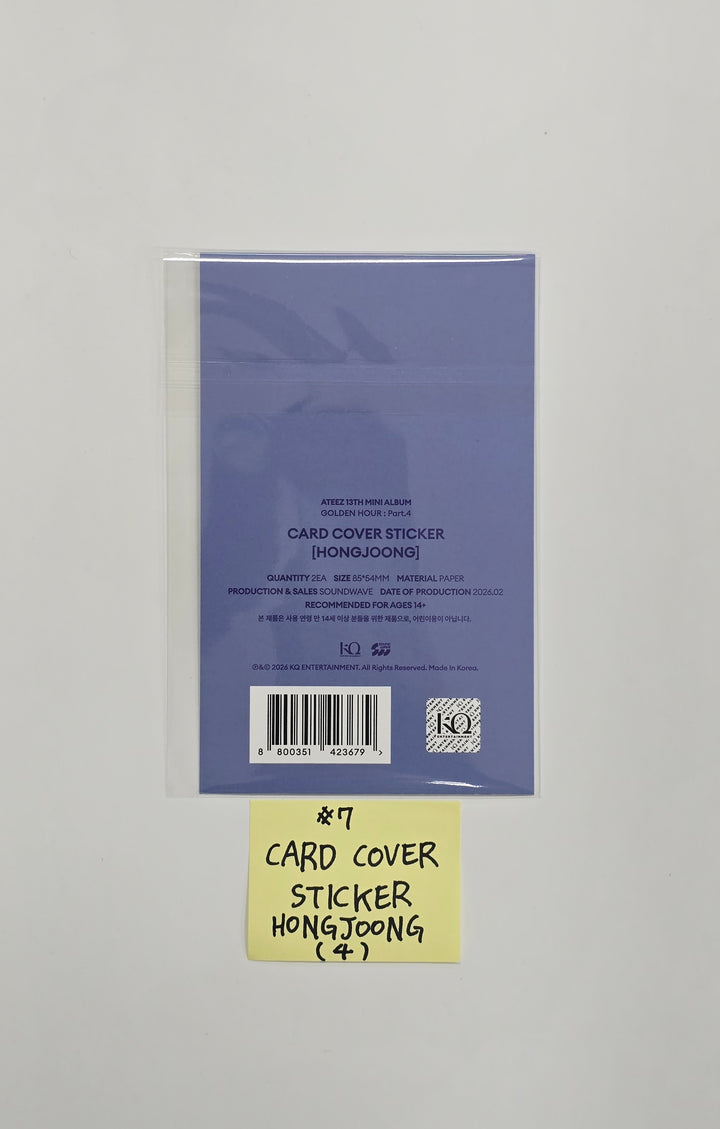 ATEEZ 13TH MINI ALBUM
GOLDEN HOUR : Part.4
CARD COVER STICKER
[HONGJOONG]
QUANTITY 2EA SIZE 85*54MM MATERIAL PAPER
PRODUCTION & SALES SOUNDWAVE DATE OF PRODUCTION 2026.02
RECOMMENDED FOR AGES 14+
본 제품은 사용 연령 만 14세 이상 분들을 위한 제품으로, 어린이용이 아닙니다.
KQ
ENTERTAINMENT
℗&© 2026 KQ ENTERTAINMENT. All Rights Reserved. Made in Korea.
8 800351 423679 >
KQ
ENTERTAINMENT
#7
CARD COVER
STICKER
HONGJOONG
(4)